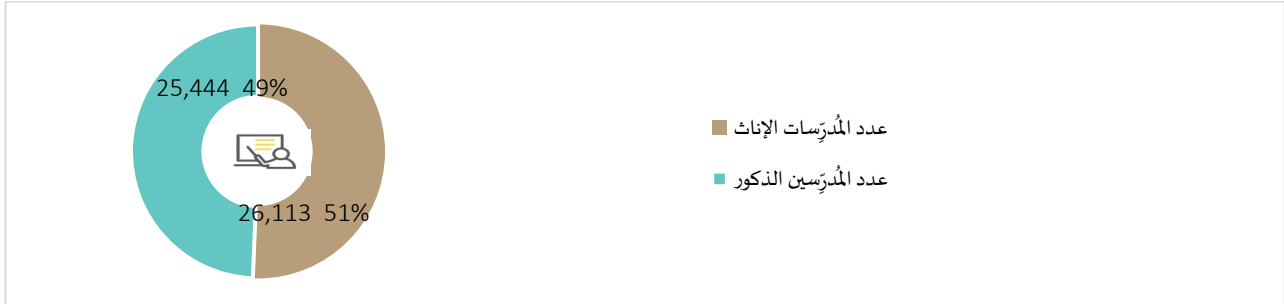 25,444 49%
26,113 51%
عدد المُدرِّسات الإناث
عدد المُدرِّسين الذكور